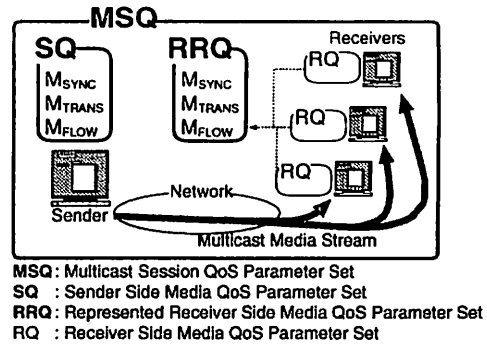 MSQ
SQ
MSYNC
MTRANS
MFLOW
RRQ
MSYNC
MTRANS
MFLOW
Receivers
RQ
RQ
RQ
Sender
Network
Multicast Media Stream
MSQ : Multicast Session QoS Parameter Set
SQ : Sender Side Media QoS Parameter Set
RRQ : Represented Receiver Side Media QoS Parameter Set
RQ : Receiver Side Media QoS Parameter Set